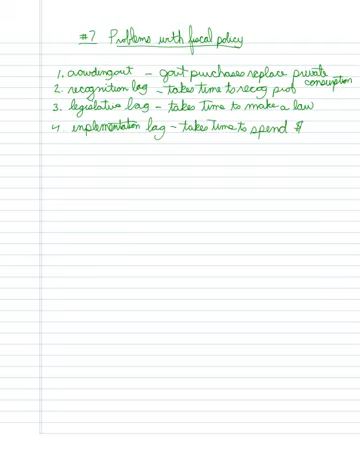 #7 Problems with fiscal policy
1. crowding out – govt purchases replace private consumption
2. recognition lag – takes time to recog prob
3. legislative lag – takes time to make a law
4. implementation lag – takes time to spend $